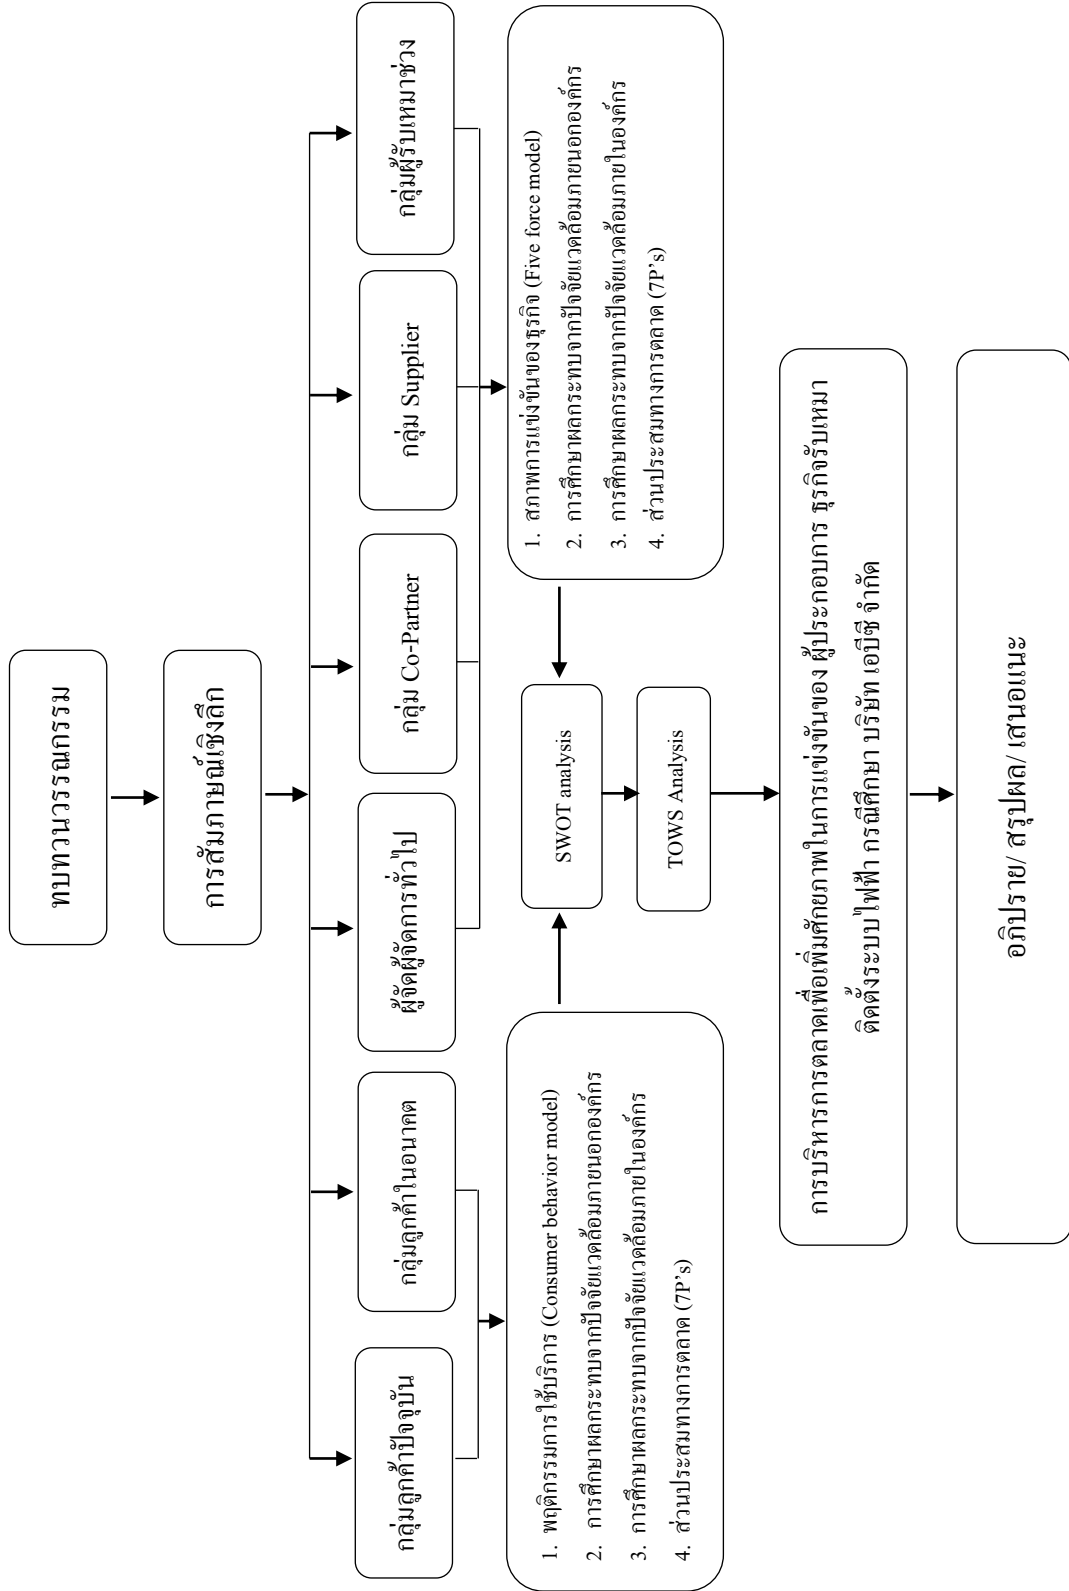 ทบทวนวรรณกรรม
การสัมภาษณ์เชิงลึก
กลุ่มลูกค้าปัจจุบัน
กลุ่มลูกค้าในอนาคต
ผู้จัดผู้จัดการทั่วไป
กลุ่ม Co-Partner
กลุ่ม Supplier
กลุ่มผู้รับเหมาช่วง
1. พฤติกรรมการใช้บริการ (Consumer behavior model)
2. การศึกษาผลกระทบจากปัจจัยแวดล้อมภายนอกองค์กร
3. การศึกษาผลกระทบจากปัจจัยแวดล้อมภายในองค์กร
4. ส่วนประสมทางการตลาด (7P's)
SWOT analysis
TOWS Analysis
1. สภาพการแข่งขันของธุรกิจ (Five force model)
2. การศึกษาผลกระทบจากปัจจัยแวดล้อมภายนอกองค์กร
3. การศึกษาผลกระทบจากปัจจัยแวดล้อมภายในองค์กร
4. ส่วนประสมทางการตลาด (7P's)
การบริหารการตลาดเพื่อเพิ่มศักยภาพในการแข่งขันของ ผู้ประกอบการ ธุรกิจรับเหมา
ติดตั้งระบบไฟฟ้า กรณีศึกษา บริษัท เอบีซี จำกัด
อภิปราย/ สรุปผล/ เสนอแนะ